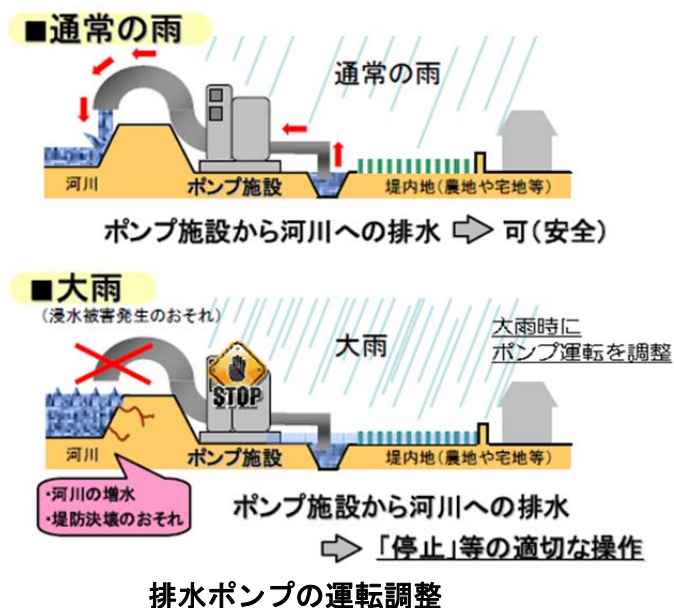 ■通常の雨
通常の雨
河川
ポンプ施設
堤内地(農地や宅地等)
ポンプ施設から河川への排水 ⇨ 可(安全)
■大雨
(浸水被害発生のおそれ)
大雨
大雨時に
ポンプ運転を調整
STOP
河川
ポンプ施設
堤内地(農地や宅地等)
・河川の増水
・堤防決壊のおそれ
ポンプ施設から河川への排水
⇨ 「停止」等の適切な操作
排水ポンプの運転調整